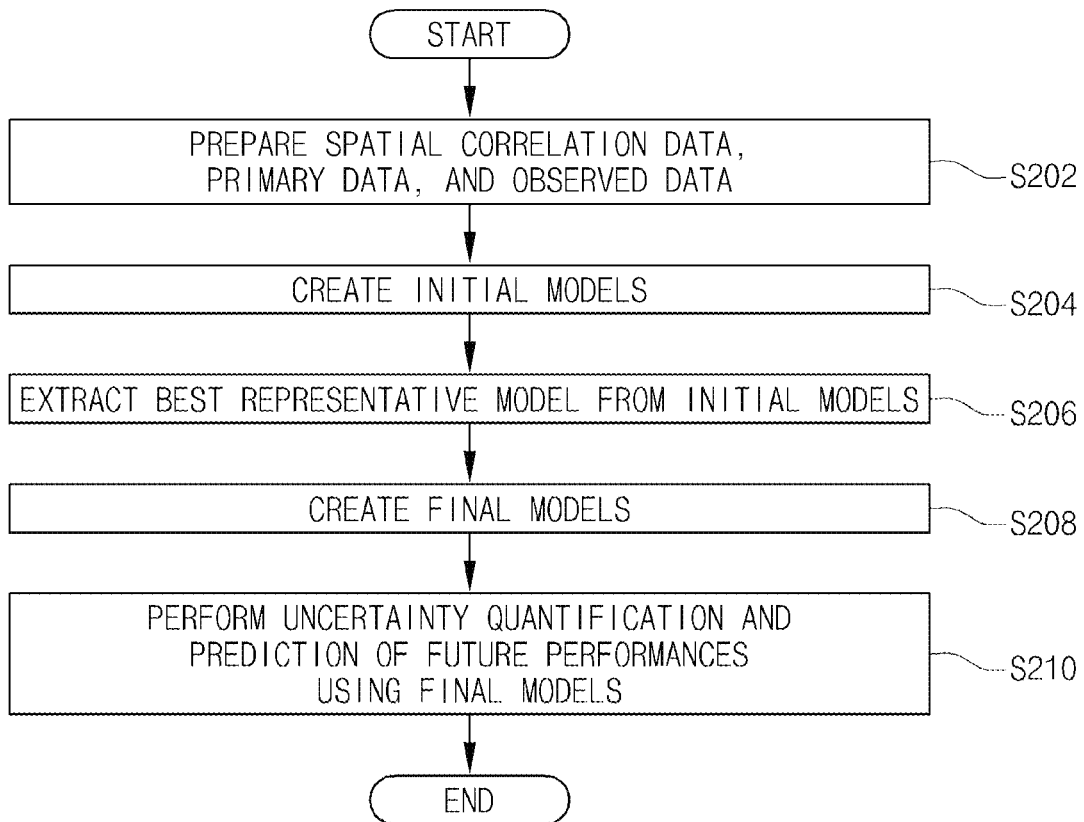 START
PREPARE SPATIAL CORRELATION DATA,
PRIMARY DATA, AND OBSERVED DATA
S202
CREATE INITIAL MODELS
S204
EXTRACT BEST REPRESENTATIVE MODEL FROM INITIAL MODELS
S206
CREATE FINAL MODELS
S208
PERFORM UNCERTAINTY QUANTIFICATION AND
PREDICTION OF FUTURE PERFORMANCES
USING FINAL MODELS
S210
END